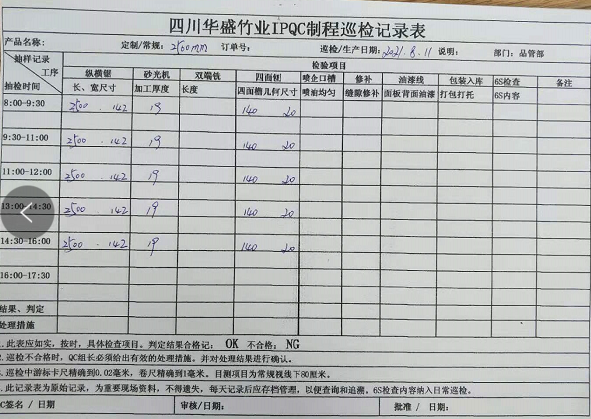 四川华盛竹业IPQC制程巡检记录表
产品名称: 定制/常规: 2500mm 订单号: 巡检/生产日期: 2021.8.11 说明: 部门: 品管部
抽样记录 检验项目
工序 纵横锯 砂光机 双端铣 四面刨 喷企口槽 修补 油漆线 包装入库 6S检查 备注
抽检时间 长、宽尺寸 加工厚度 长度 四面槽几何尺寸 喷油均匀 缝隙修补 面板背面油漆 打包打托 6S内容
8:00-9:30 2500 . 142 19 140 20
9:30-11:00 2500 . 142 19 140 20
11:00-12:00 2500 . 142 19 140 20
13:00-14:30 2500 . 142 19 140 20
14:30-16:00 2500 . 142 19 140 20
16:00-17:30
结果、判定
处理措施
.此表应如实，按时，具体检查项目。判定结果合格记: OK 不合格: NG
.巡检不合格时，QC组长必须给出有效的处理措施。并对处理结果进行确认。
.巡检中游标卡尺精确到0.02毫米，卷尺精确到1毫米。目测项目为常规视线下80厘米。
.此记录表为原始记录，为重要现场资料，不得遗失，每天记录后应存档管理，以便查询和追溯。6S检查内容纳入日常巡检。
C签名 / 日期 审核/ 日期: 批准 / 日期: